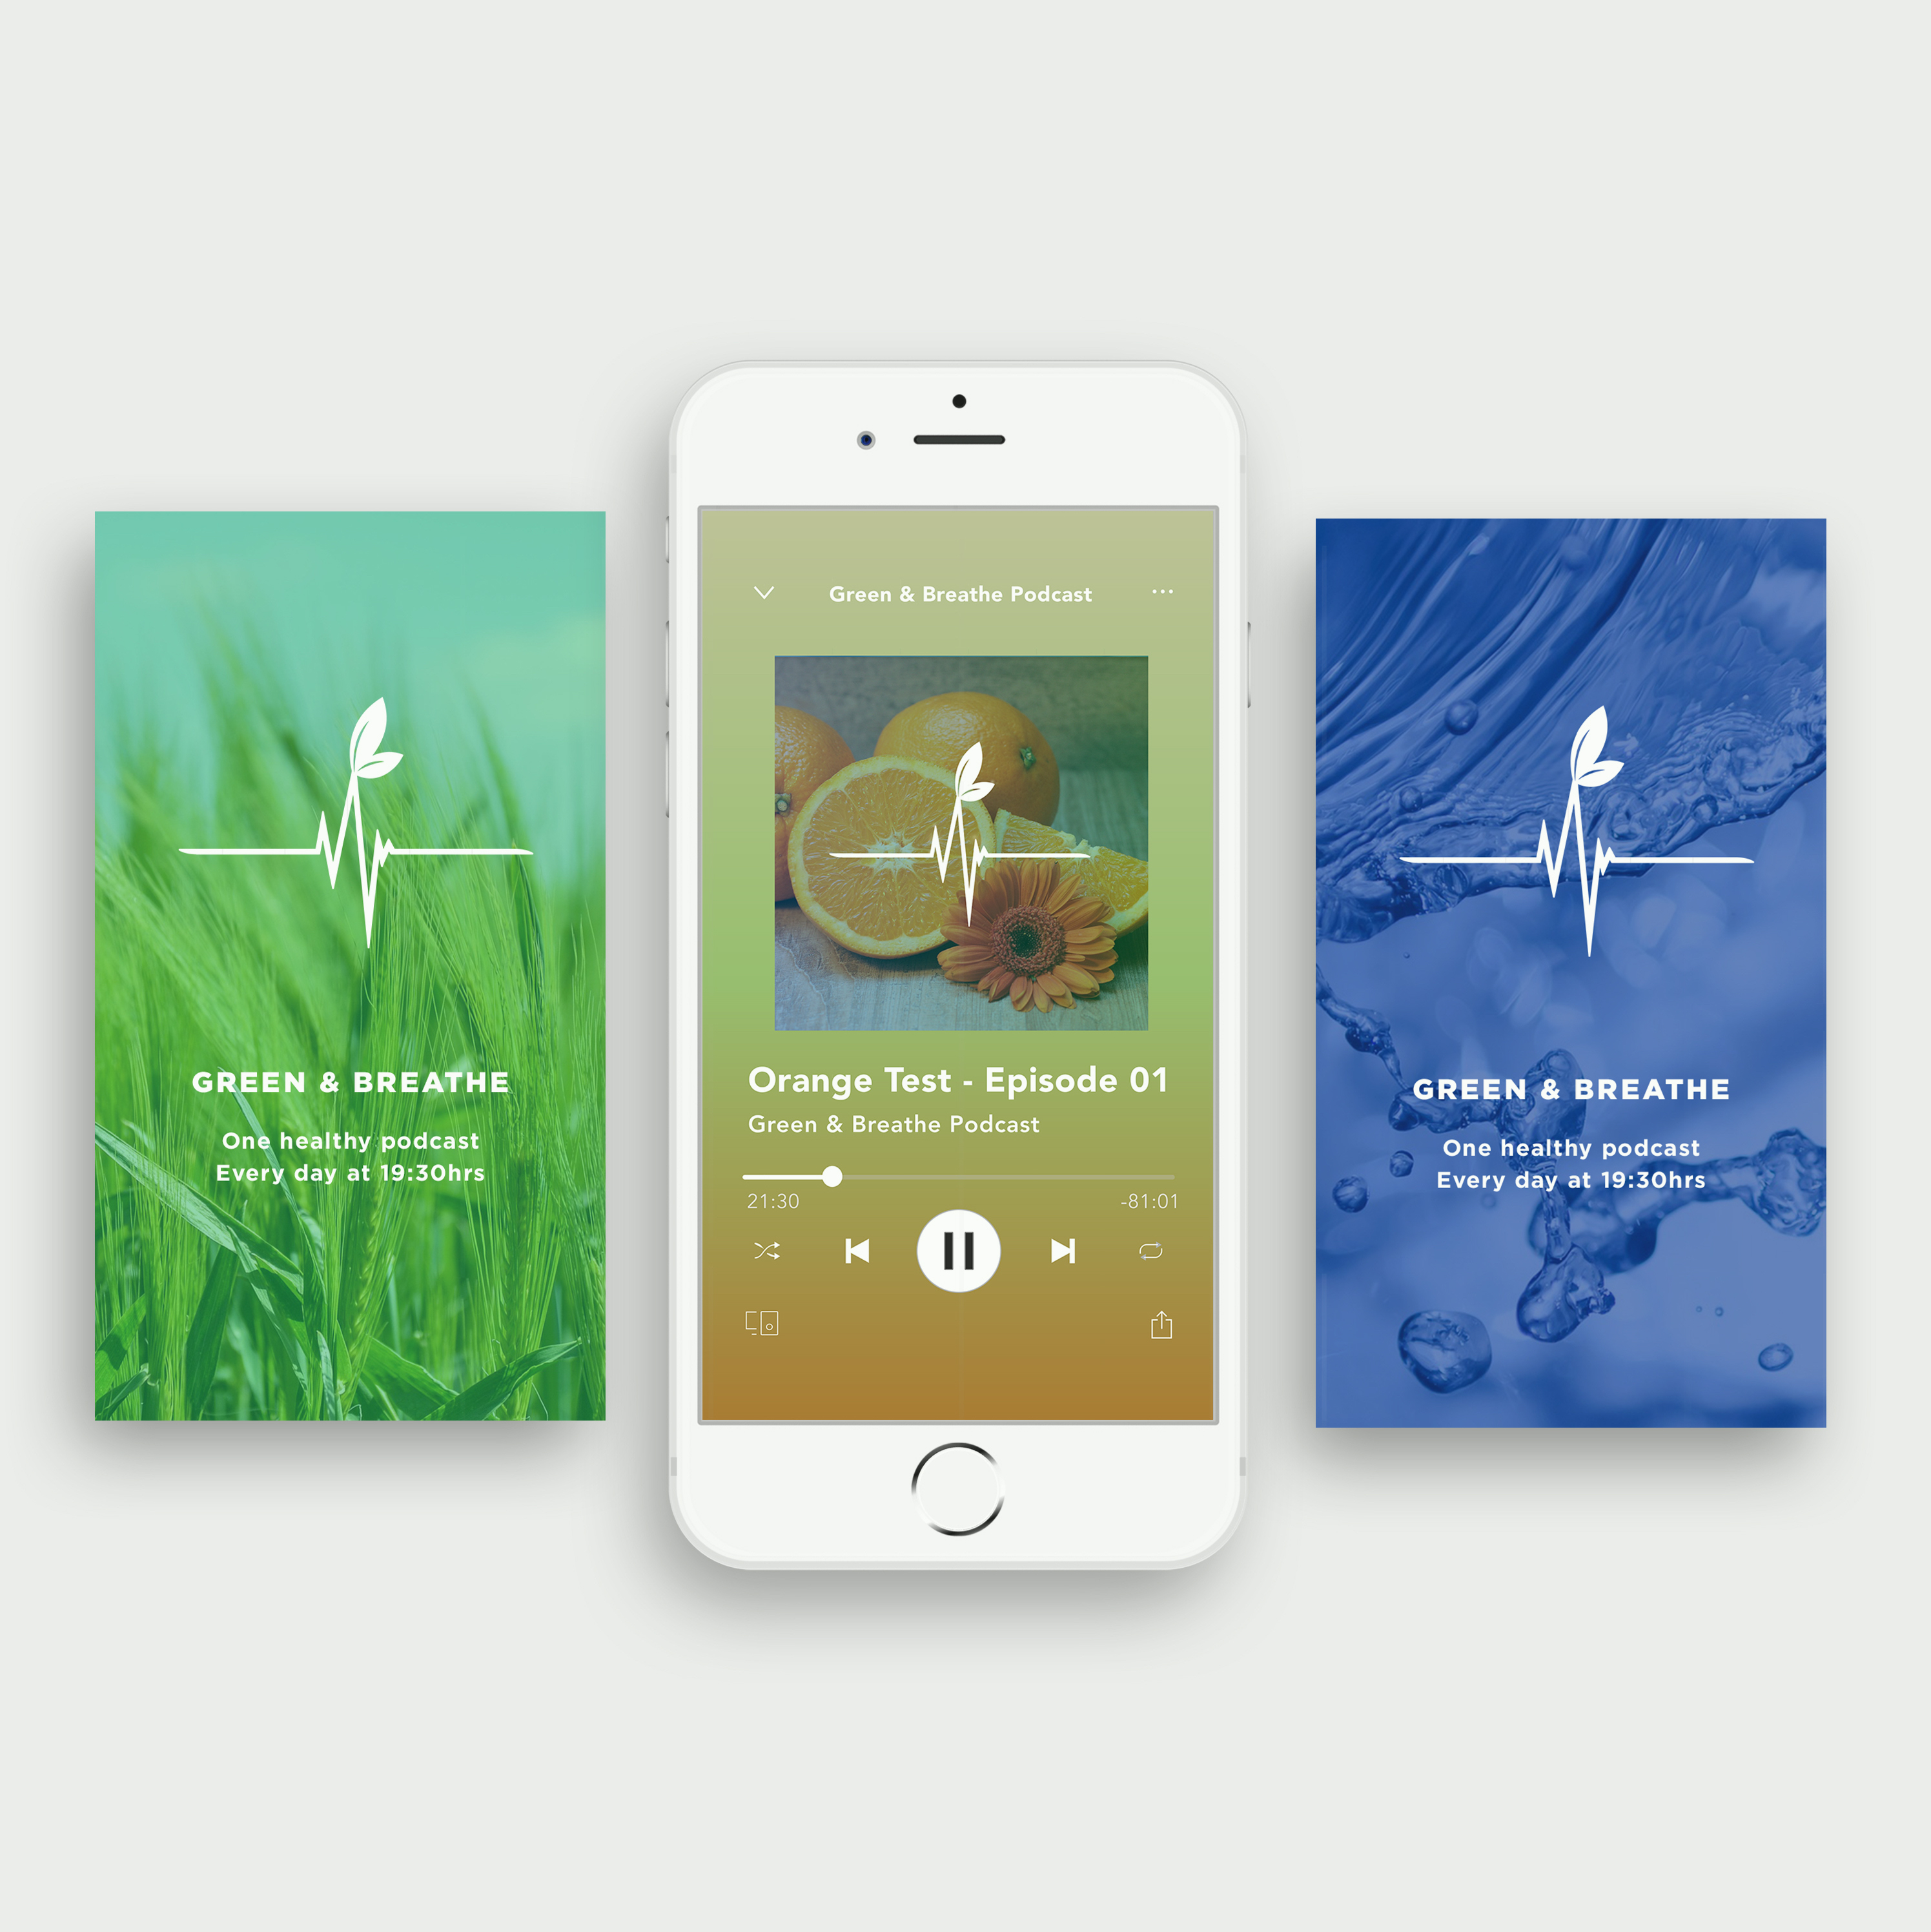 GREEN & BREATHE
One healthy podcast
Every day at 19:30hrs
Green & Breathe Podcast
Orange Test - Episode 01
Green & Breathe Podcast
21:30
-81:01
GREEN & BREATHE
One healthy podcast
Every day at 19:30hrs